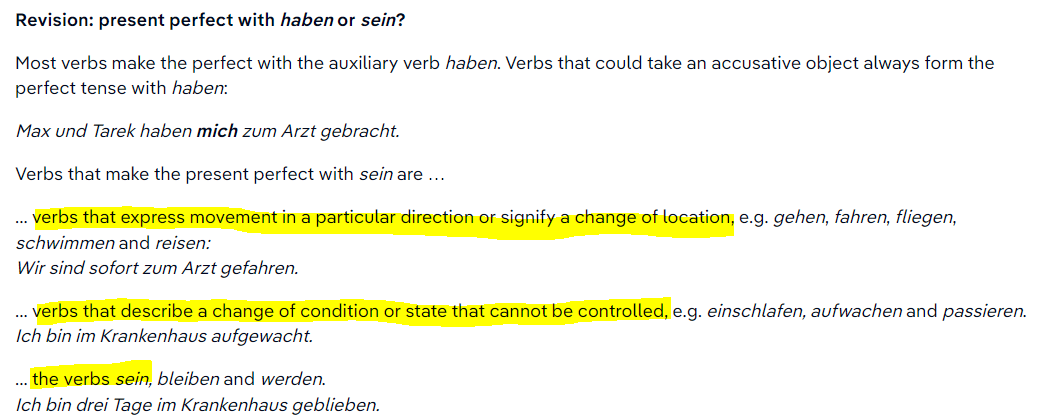 Revision: present perfect with haben or sein?
Most verbs make the perfect with the auxiliary verb haben. Verbs that could take an accusative object always form the
perfect tense with haben:
Max und Tarek haben mich zum Arzt gebracht.
Verbs that make the present perfect with sein are …
... verbs that express movement in a particular direction or signify a change of location, e.g. gehen, fahren, fliegen,
schwimmen and reisen:
Wir sind sofort zum Arzt gefahren.
... verbs that describe a change of condition or state that cannot be controlled, e.g. einschlafen, aufwachen and passieren.
Ich bin im Krankenhaus aufgewacht.
... the verbs sein, bleiben and werden.
Ich bin drei Tage im Krankenhaus geblieben.